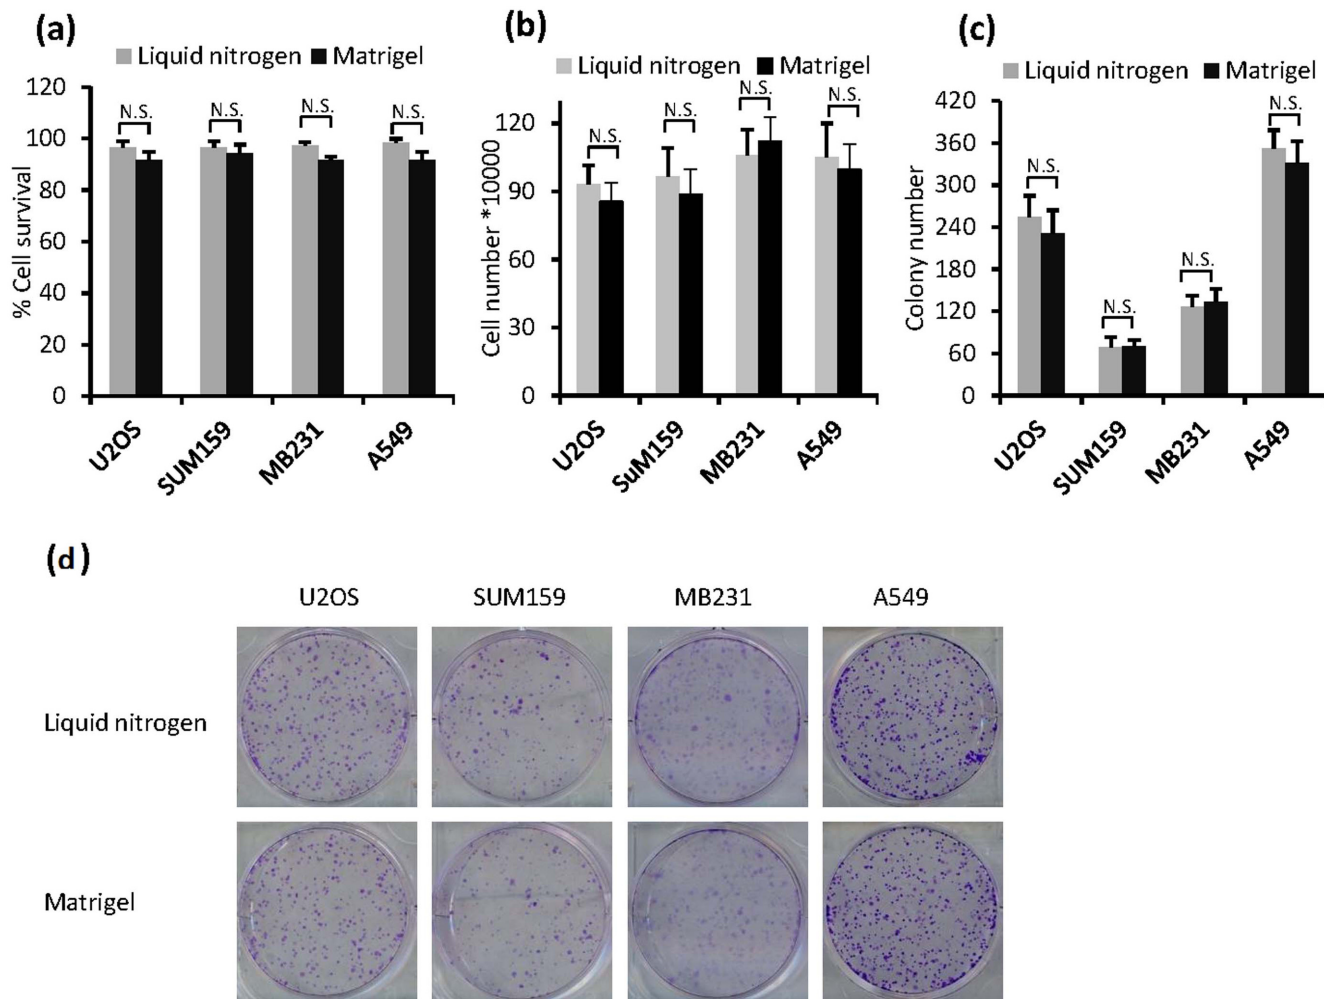 (a)
Liquid nitrogen Matrigel
% Cell survival
120
100
80
60
40
20
0
N.S.
N.S.
N.S.
N.S.
U2OS
SUM159
MB231
A549
(b)
Liquid nitrogen Matrigel
Cell number *10000
120
90
60
30
0
N.S.
N.S.
N.S.
N.S.
U2OS
SuM159
MB231
A549
(c)
Liquid nitrogen Matrigel
Colony number
420
360
300
240
180
120
60
0
N.S.
N.S.
N.S.
N.S.
U2OS
SUM159
MB231
A549
(d)
U2OS SUM159 MB231 A549
Liquid nitrogen
Matrigel